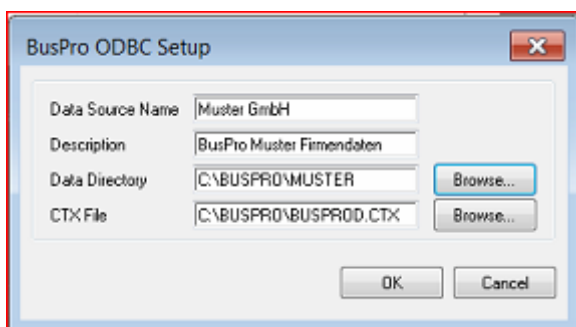 BusPro ODBC Setup
Data Source Name Muster GmbH
Description BusPro Muster Firmendaten
Data Directory C:\BUSPRO\MUSTER Browse...
CTX File C:\BUSPRO\BUSPROD.CTX Browse...
OK Cancel